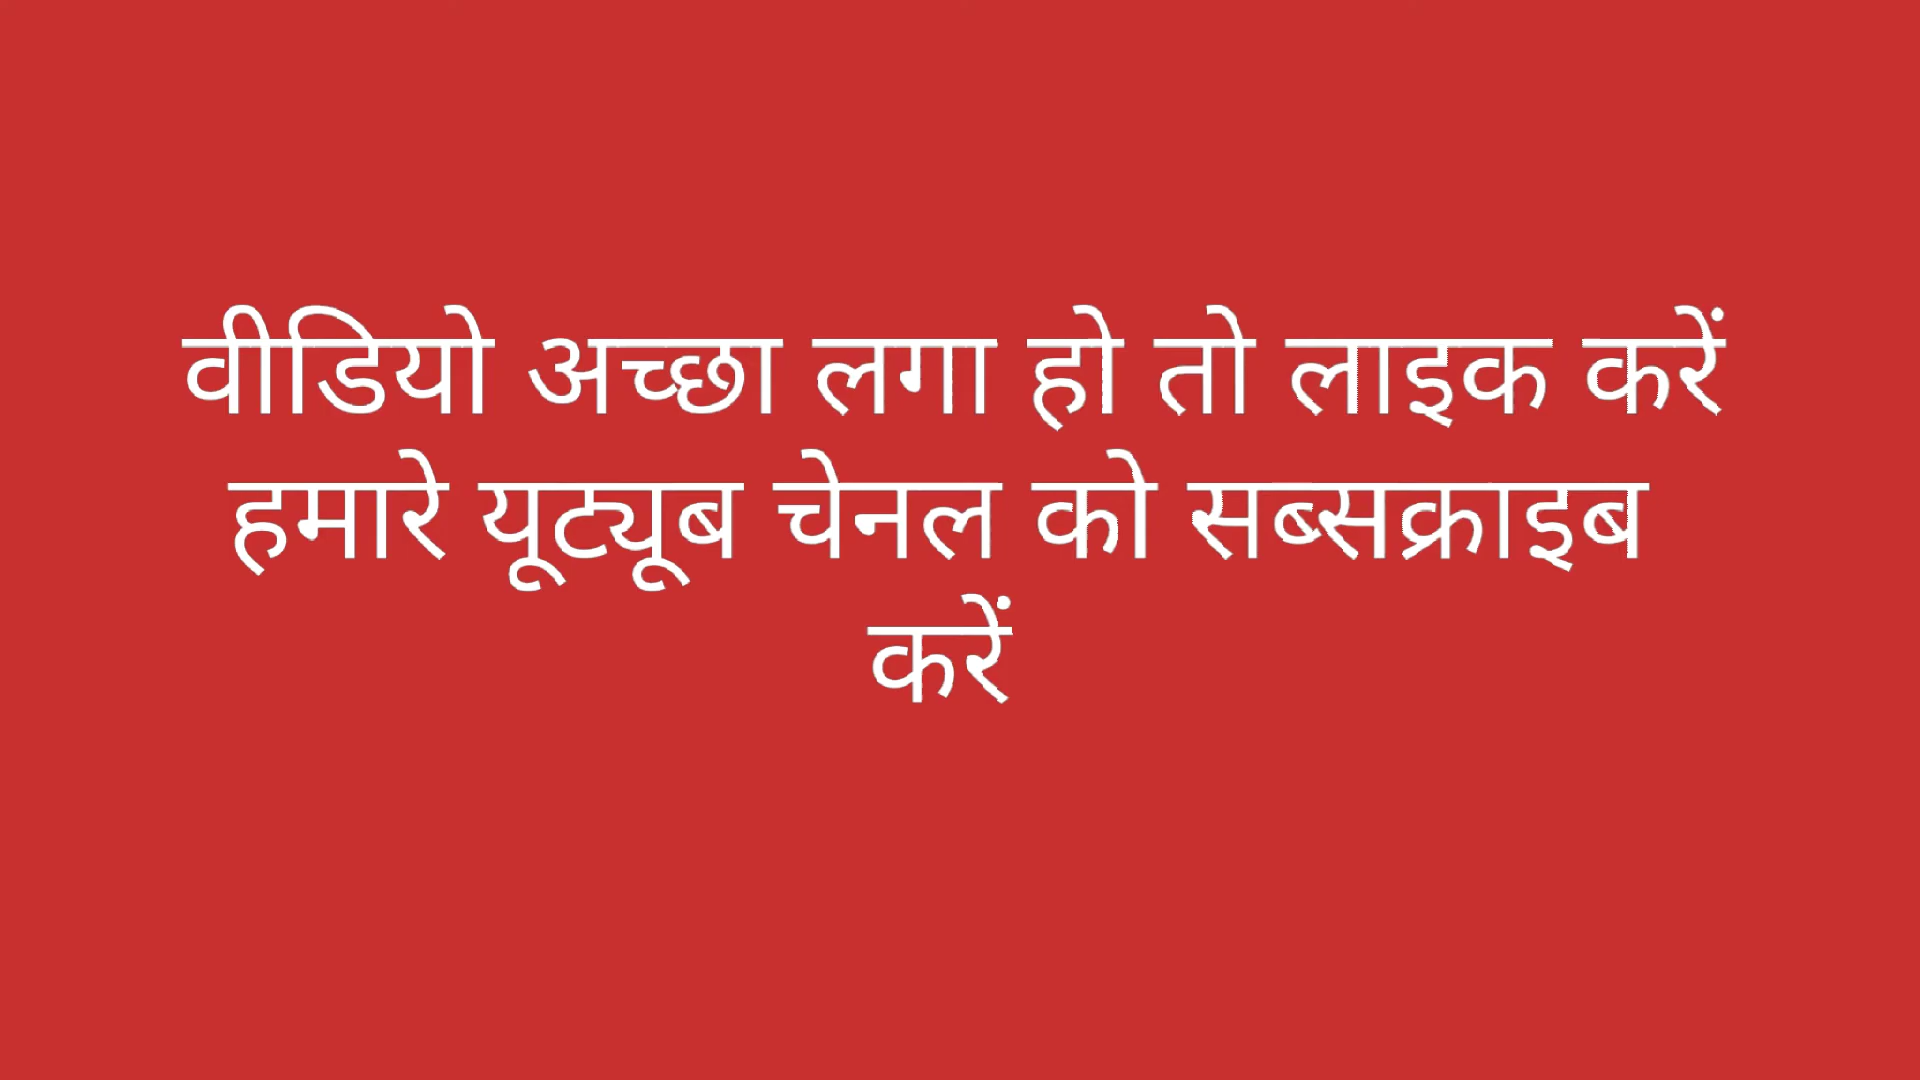 वीडियो अच्छा लगा हो तो लाइक करें
हमारे यूट्यूब चेनल को सब्सक्राइब
करें